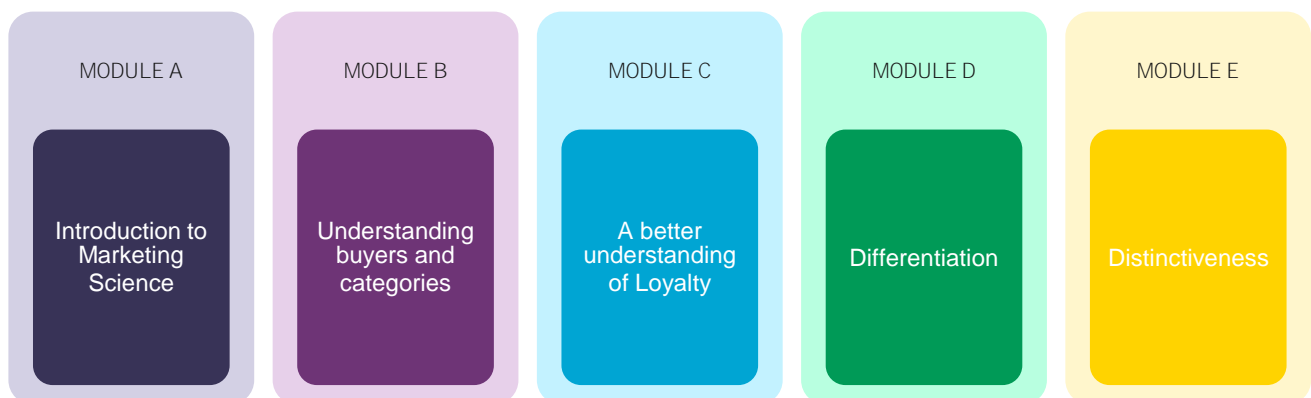 MODULE A
MODULE B
MODULE C
MODULE D
MODULE E
Introduction to
Marketing
Science
Understanding
buyers and
categories
A better
understanding
of Loyalty
Differentiation
Distinctiveness